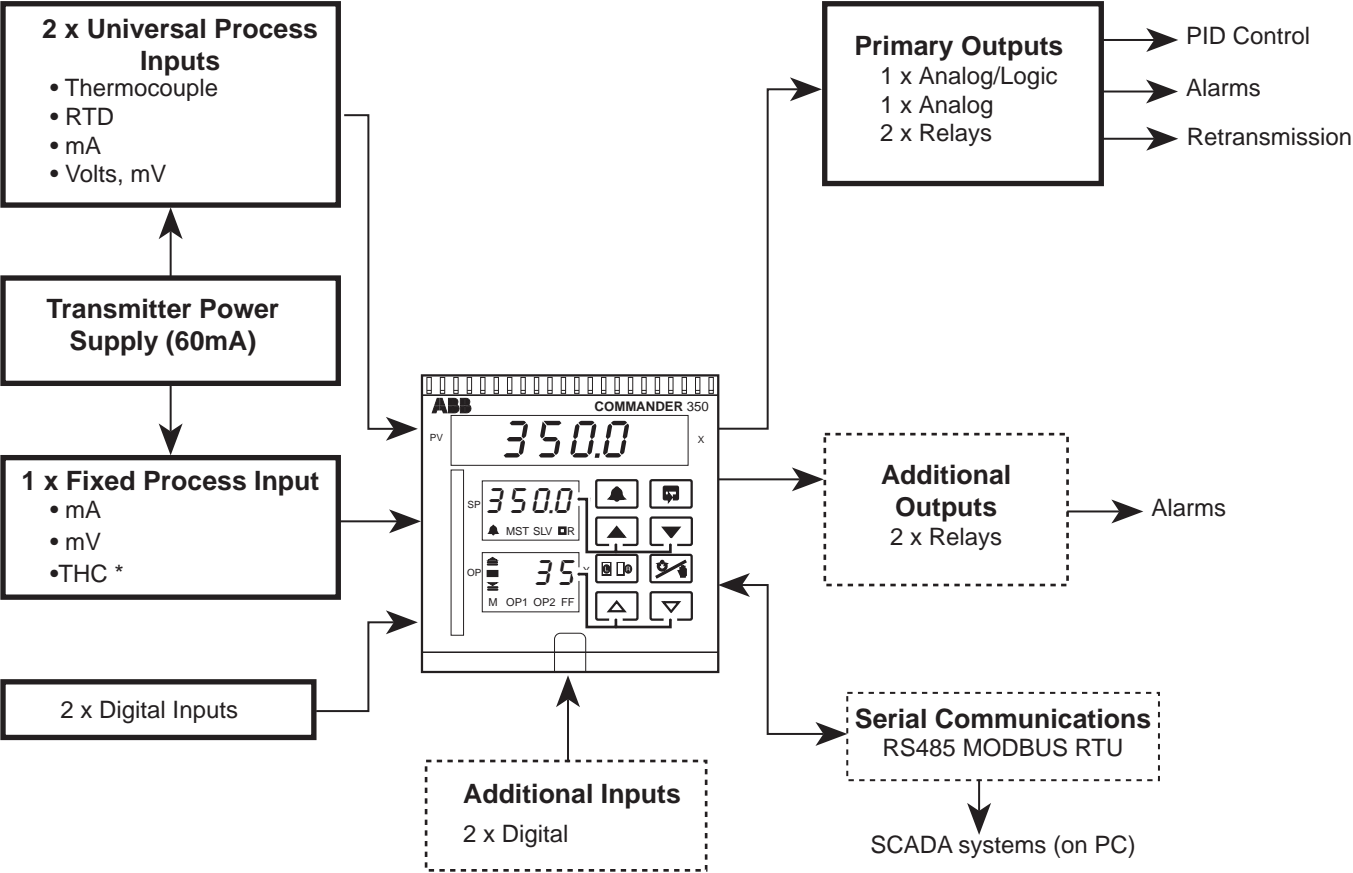 2 x Universal Process
Inputs
• Thermocouple
• RTD
• mA
• Volts, mV
Transmitter Power
Supply (60mA)
1 x Fixed Process Input
• mA
• mV
•THC *
2 x Digital Inputs
ABB
COMMANDER 350
PV
350.0
X
SP
350.0
MST SLV R
OP
35
M OP1 OP2 FF
Additional Inputs
2 x Digital
Primary Outputs
1 x Analog/Logic
1 x Analog
2 x Relays
PID Control
Alarms
Retransmission
Additional
Outputs
2 x Relays
Alarms
Serial Communications
RS485 MODBUS RTU
SCADA systems (on PC)